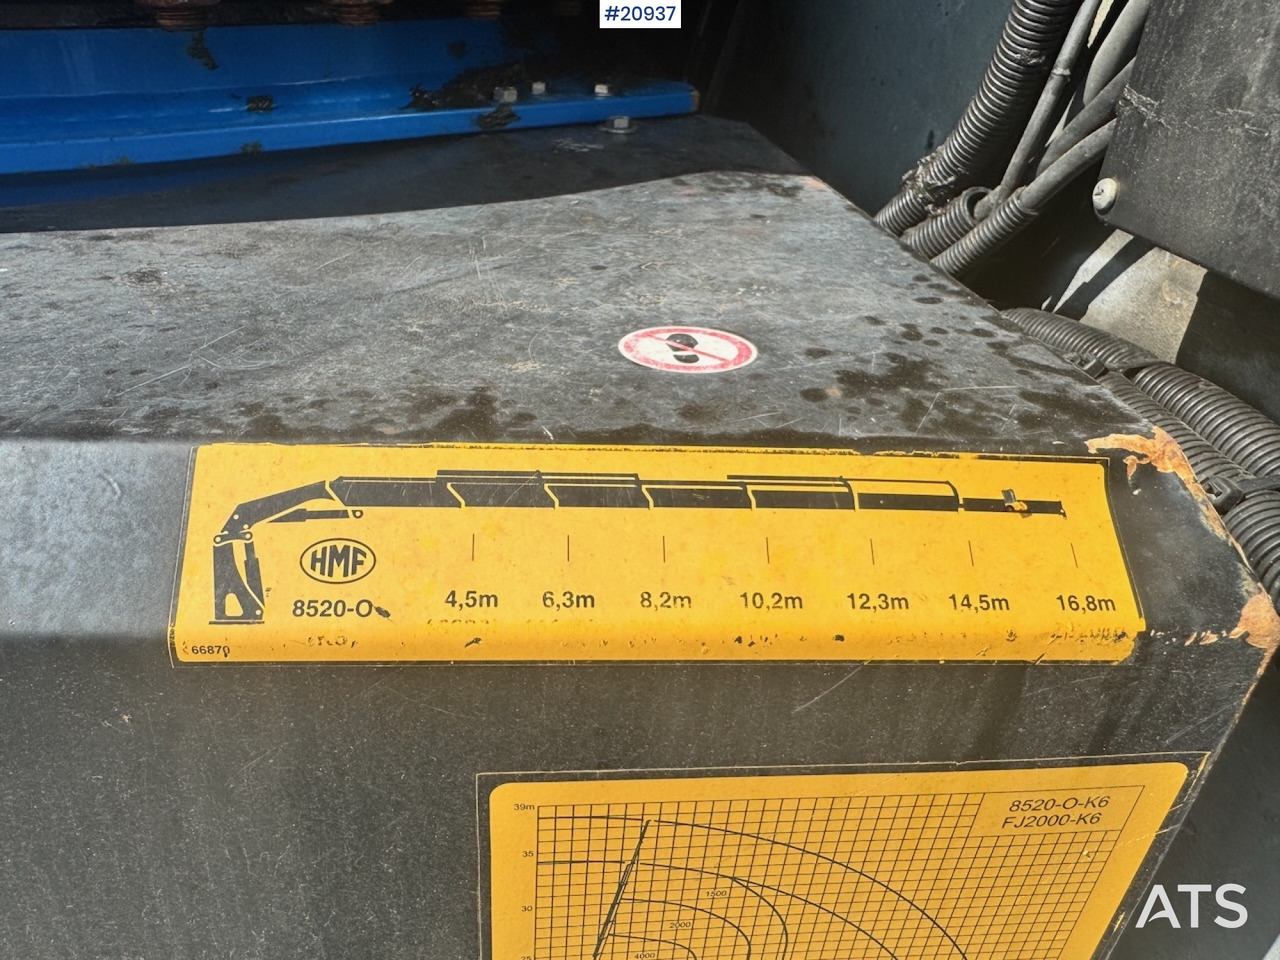 #20937
HMF
8520-O
4,5m 6,3m 8,2m 10,2m 12,3m 14,5m 16,8m
66870
39m
8520-O-K6
FJ2000-K6
35
1500
30
2000
4000
25
ATS